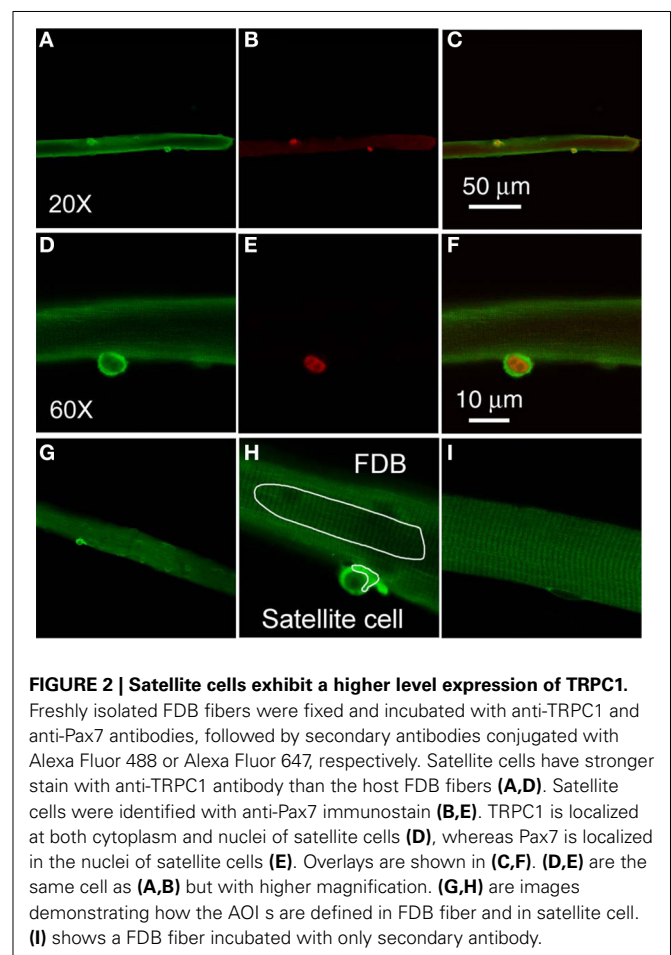 A
B
C
20X
50 μm
D
E
F
60X
10 μm
G
H
I
FDB
Satellite cell
FIGURE 2 | Satellite cells exhibit a higher level expression of TRPC1.
Freshly isolated FDB fibers were fixed and incubated with anti-TRPC1 and
anti-Pax7 antibodies, followed by secondary antibodies conjugated with
Alexa Fluor 488 or Alexa Fluor 647, respectively. Satellite cells have stronger
stain with anti-TRPC1 antibody than the host FDB fibers (A,D). Satellite
cells were identified with anti-Pax7 immunostain (B,E). TRPC1 is localized
at both cytoplasm and nuclei of satellite cells (D), whereas Pax7 is localized
in the nuclei of satellite cells (E). Overlays are shown in (C,F). (D,E) are the
same cell as (A,B) but with higher magnification. (G,H) are images
demonstrating how the AOI s are defined in FDB fiber and in satellite cell.
(I) shows a FDB fiber incubated with only secondary antibody.